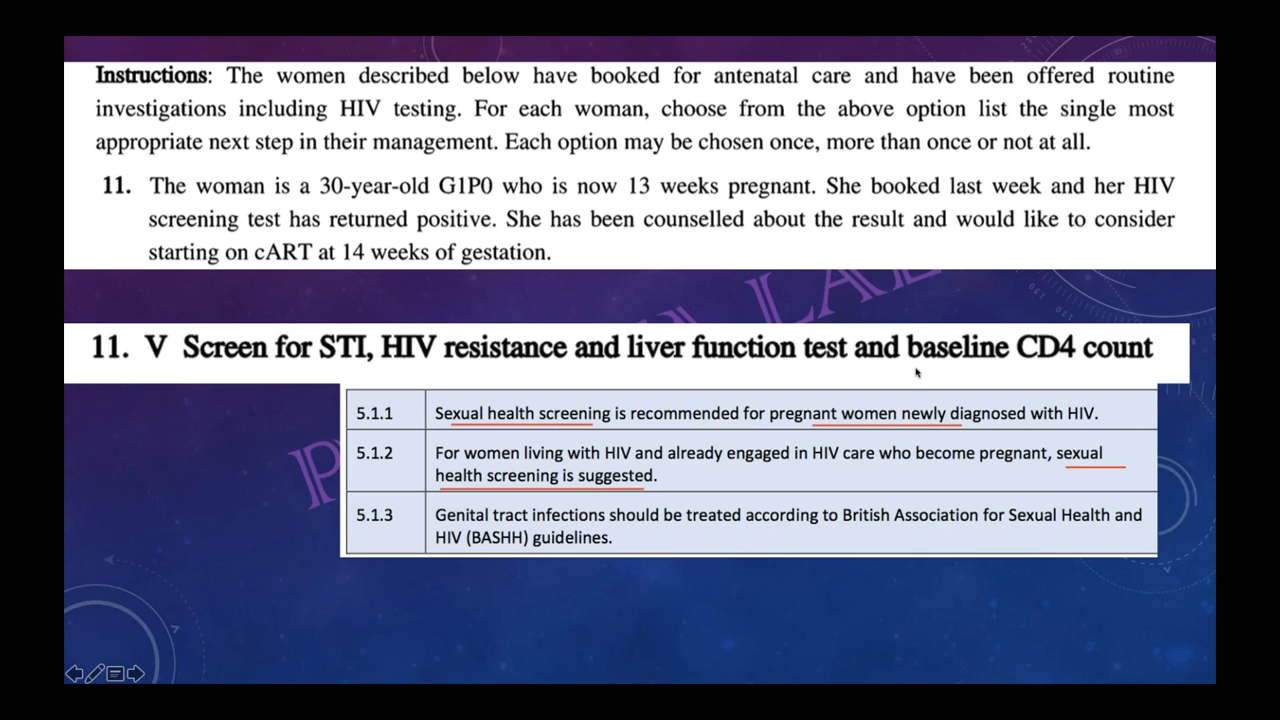 Instructions: The women described below have booked for antenatal care and have been offered routine
investigations including HIV testing. For each woman, choose from the above option list the single most
appropriate next step in their management. Each option may be chosen once, more than once or not at all.
11. The woman is a 30-year-old G1P0 who is now 13 weeks pregnant. She booked last week and her HIV
screening test has returned positive. She has been counselled about the result and would like to consider
starting on cART at 14 weeks of gestation.
11. V Screen for STI, HIV resistance and liver function test and baseline CD4 count
5.1.1 Sexual health screening is recommended for pregnant women newly diagnosed with HIV.
5.1.2 For women living with HIV and already engaged in HIV care who become pregnant, sexual
health screening is suggested.
5.1.3 Genital tract infections should be treated according to British Association for Sexual Health and
HIV (BASHH) guidelines.